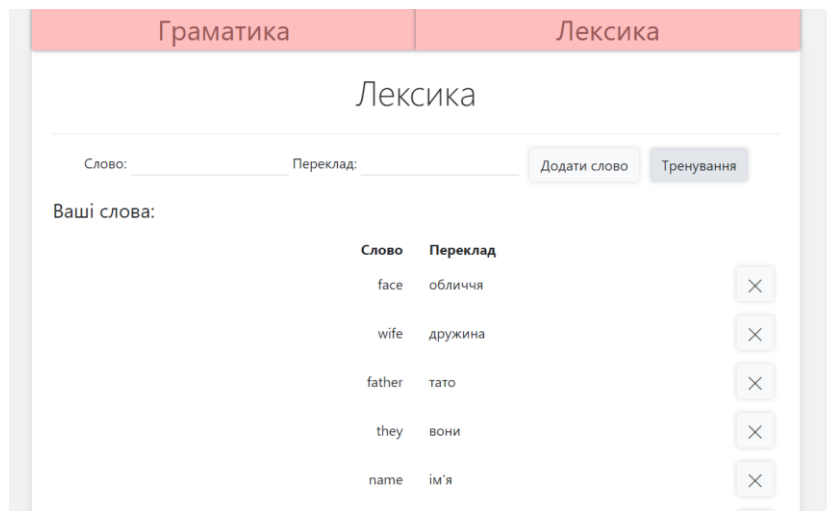 Граматика Лексика
Лексика
Слово: Переклад: Додати слово Тренування
Ваші слова:
Слово Переклад
face обличчя
wife дружина
father тато
they вони
name ім'я